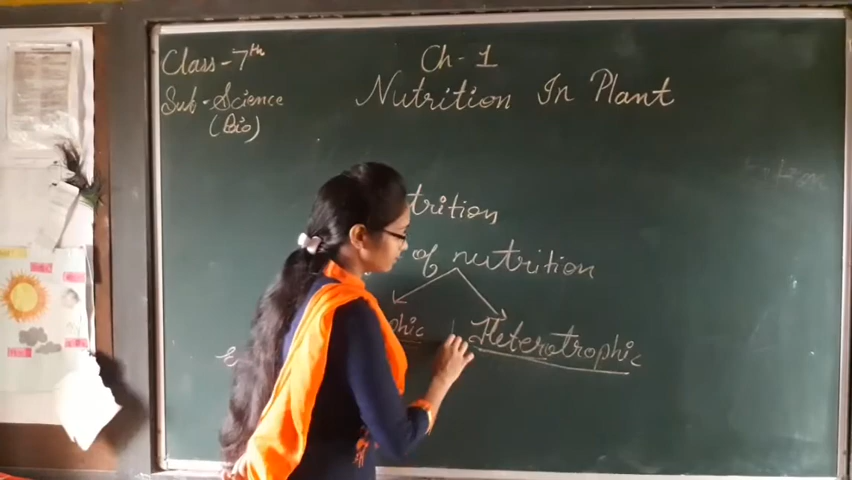 Class - 7th
Sub - Science
(Bio)
Ch - 1
Nutrition In Plant
trition
of nutrition
phic
Heterotrophic